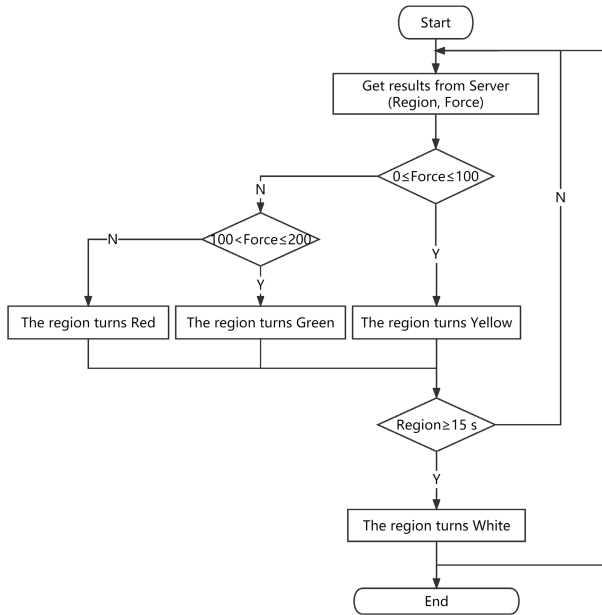 Start
Get results from Server
(Region, Force)
0≤Force≤100
N
N
Y
100<Force≤200
N
Y
The region turns Red
The region turns Green
The region turns Yellow
Region≥15 s
Y
The region turns White
End